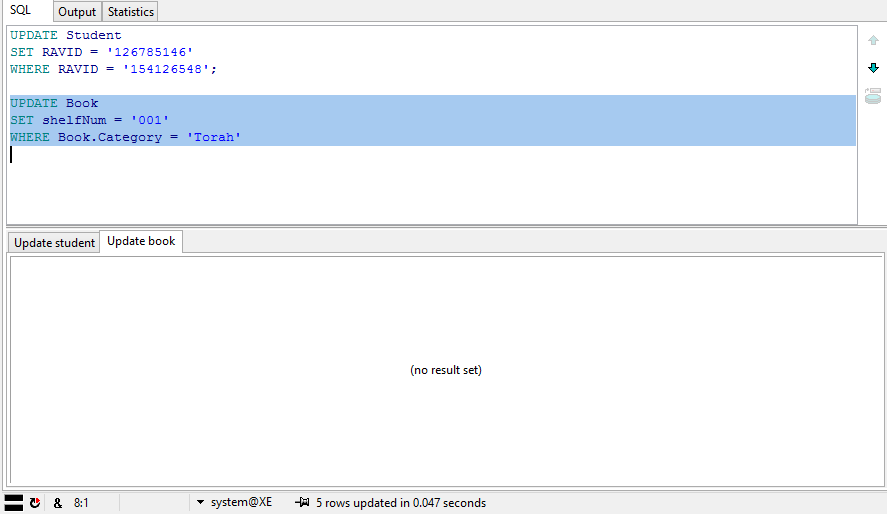 SQL Output Statistics
UPDATE Student
SET RAVID = '126785146'
WHERE RAVID = '154126548';
UPDATE Book
SET shelfNum = '001'
WHERE Book.Category = 'Torah'
Update student Update book
(no result set)
& 8:1 system@XE 5 rows updated in 0.047 seconds